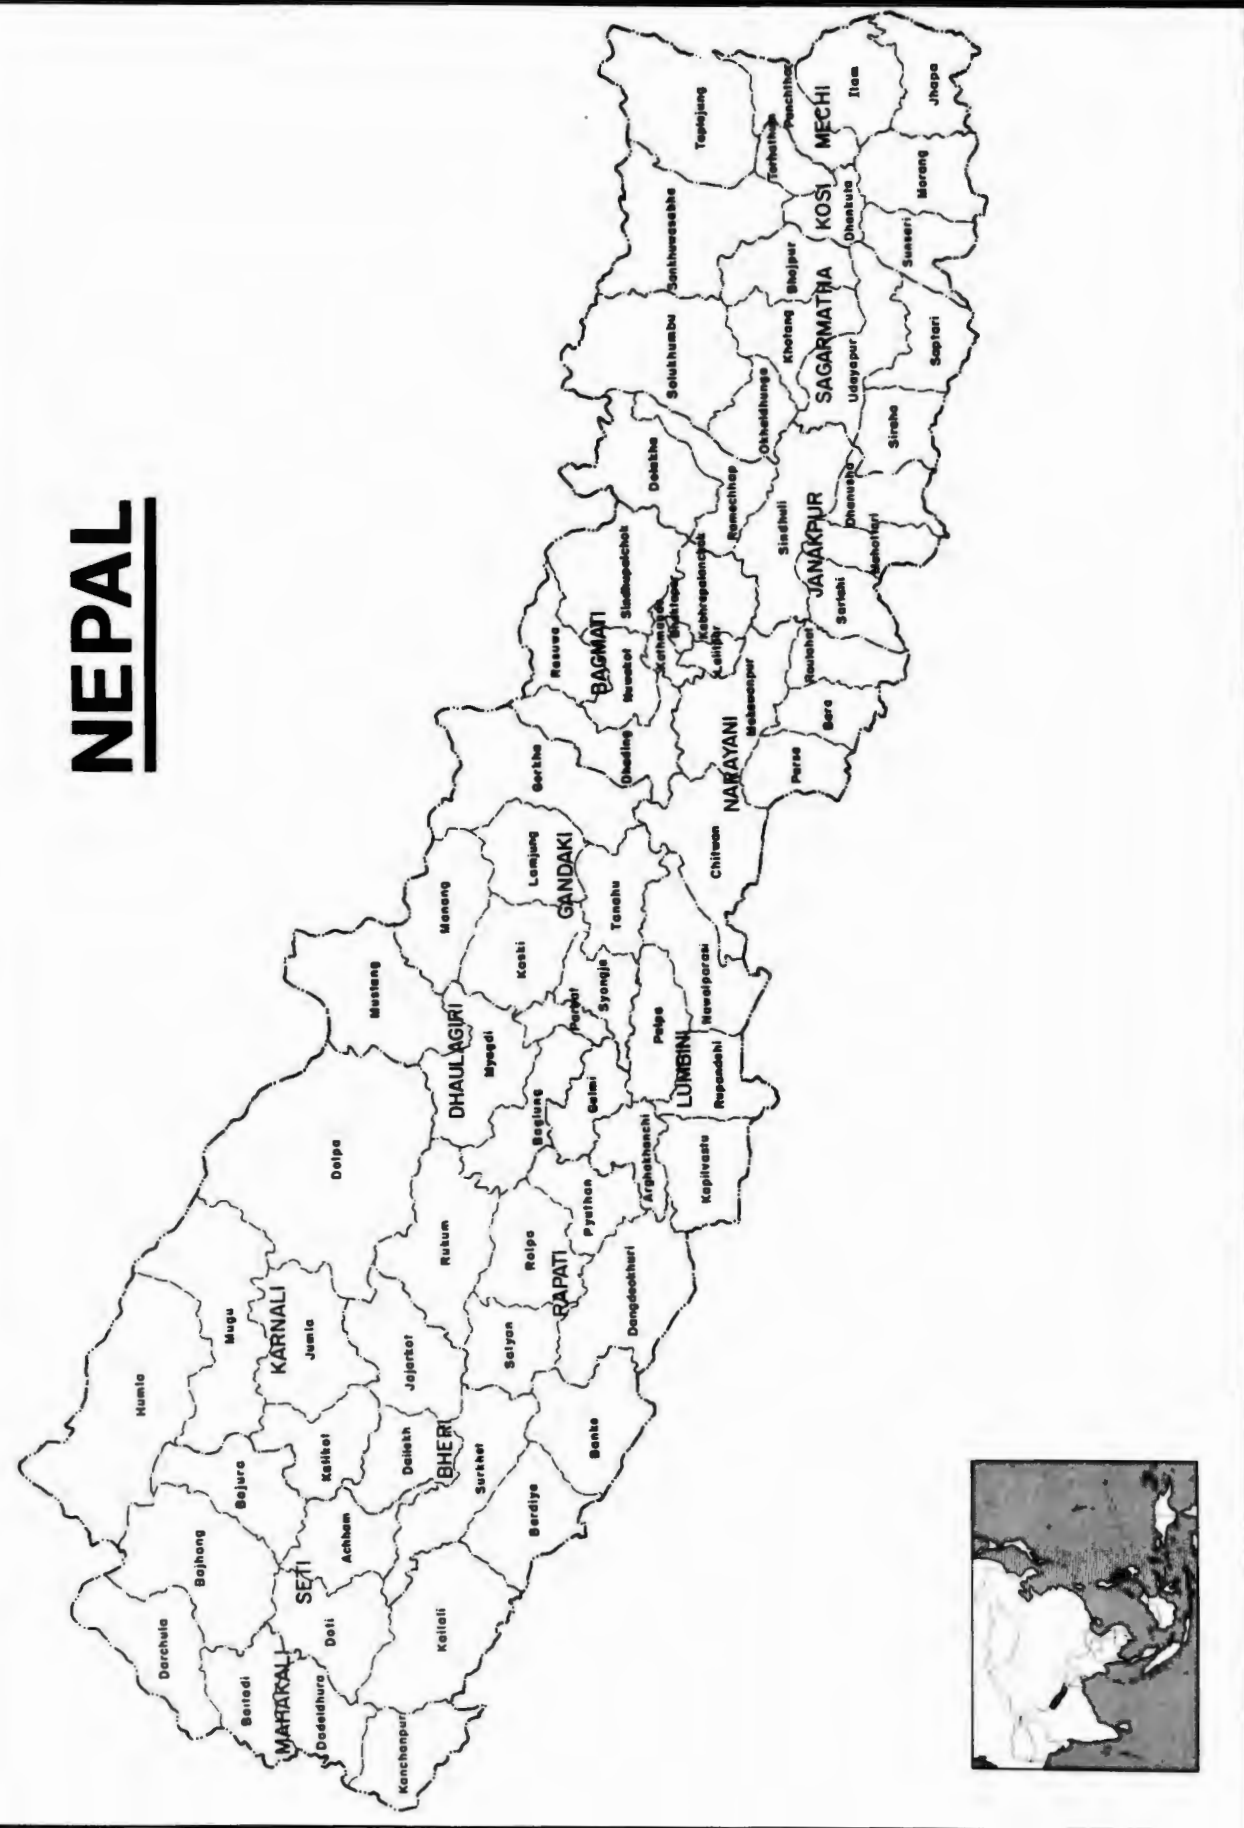 NEPAL
Humla
Darchula
Bajhang
Mugu
Bajura
Baitadi
KARNALI
Jumla
Dolpa
SETI
MAHAKALI
Doti
Dadeldhura
Achham
Kalikot
Mustang
Jajarkot
Dailekh
BHERI
Kanchanpur
Kailali
Rukum
Manang
DHAULAGIRI
Myagdi
Surkhet
Salyan
Rolpa
Kaski
Lamjung
Gorkha
Bardiya
Baglung
RAPATI
GANDAKI
Rasuwa
Parbat
Pyuthan
Gulmi
Syangja
Banke
BAGMATI
Tanahu
Dhading
Nuwakot
Sindhupalchok
Dangdeokhuri
Arghakhanchi
Palpa
Kathmandu
Dolakha
Bhaktapur
Solukhumbu
Sankhuwasabha
Taplejung
LUMBINI
Kapilvastu
Nawalparasi
Rupandehi
Chitwan
Lalitpur
Kabhrepalanchok
NARAYANI
Makawanpur
Ramechhap
Okhaldhunga
Terhathum
Khotang
Bhojpur
Panchthar
Parsa
Rautahat
Sindhuli
JANAKPUR
SAGARMATHA
KOSI
MECHI
Bara
Sarlahi
Dhanusha
Udayapur
Dhankuta
Ilam
Mahottari
Siraha
Sunsari
Morang
Saptari
Jhapa